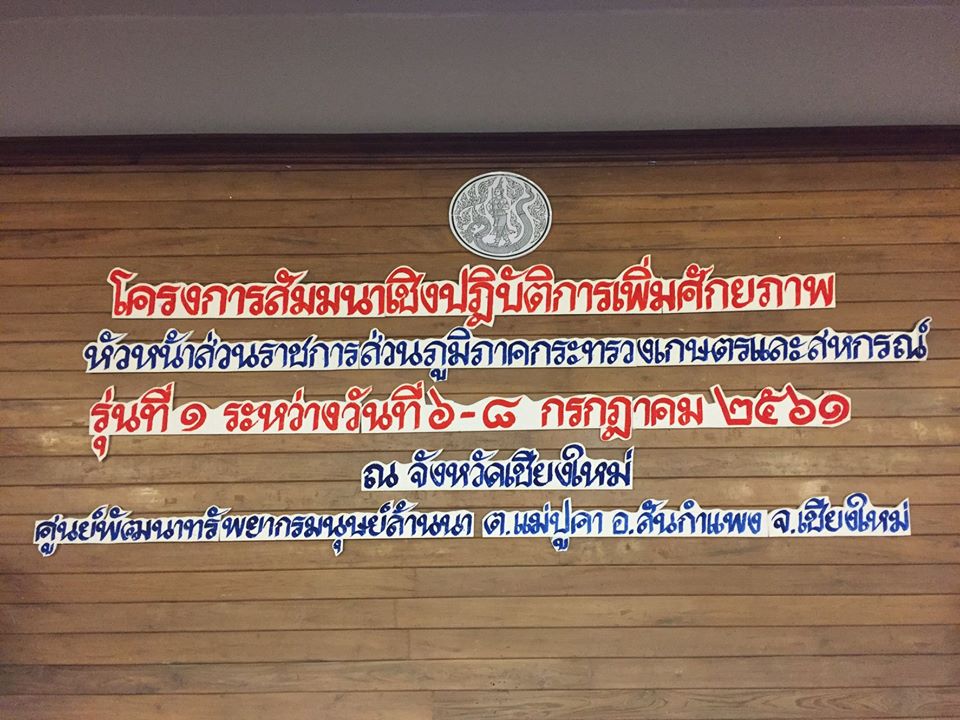 โครงการสัมมนาเชิงปฏิบัติการเพิ่มศักยภาพ
หัวหน้าส่วนราชการส่วนภูมิภาคกระทรวงเกษตรและสหกรณ์
รุ่นที่ ๑ ระหว่างวันที่ ๖-๘ กรกฎาคม ๒๕๖๑
ณ จังหวัดเชียงใหม่
ศูนย์พัฒนาทรัพยากรมนุษย์ล้านนา ต.แม่ปูคา อ.สันกำแพง จ.เชียงใหม่